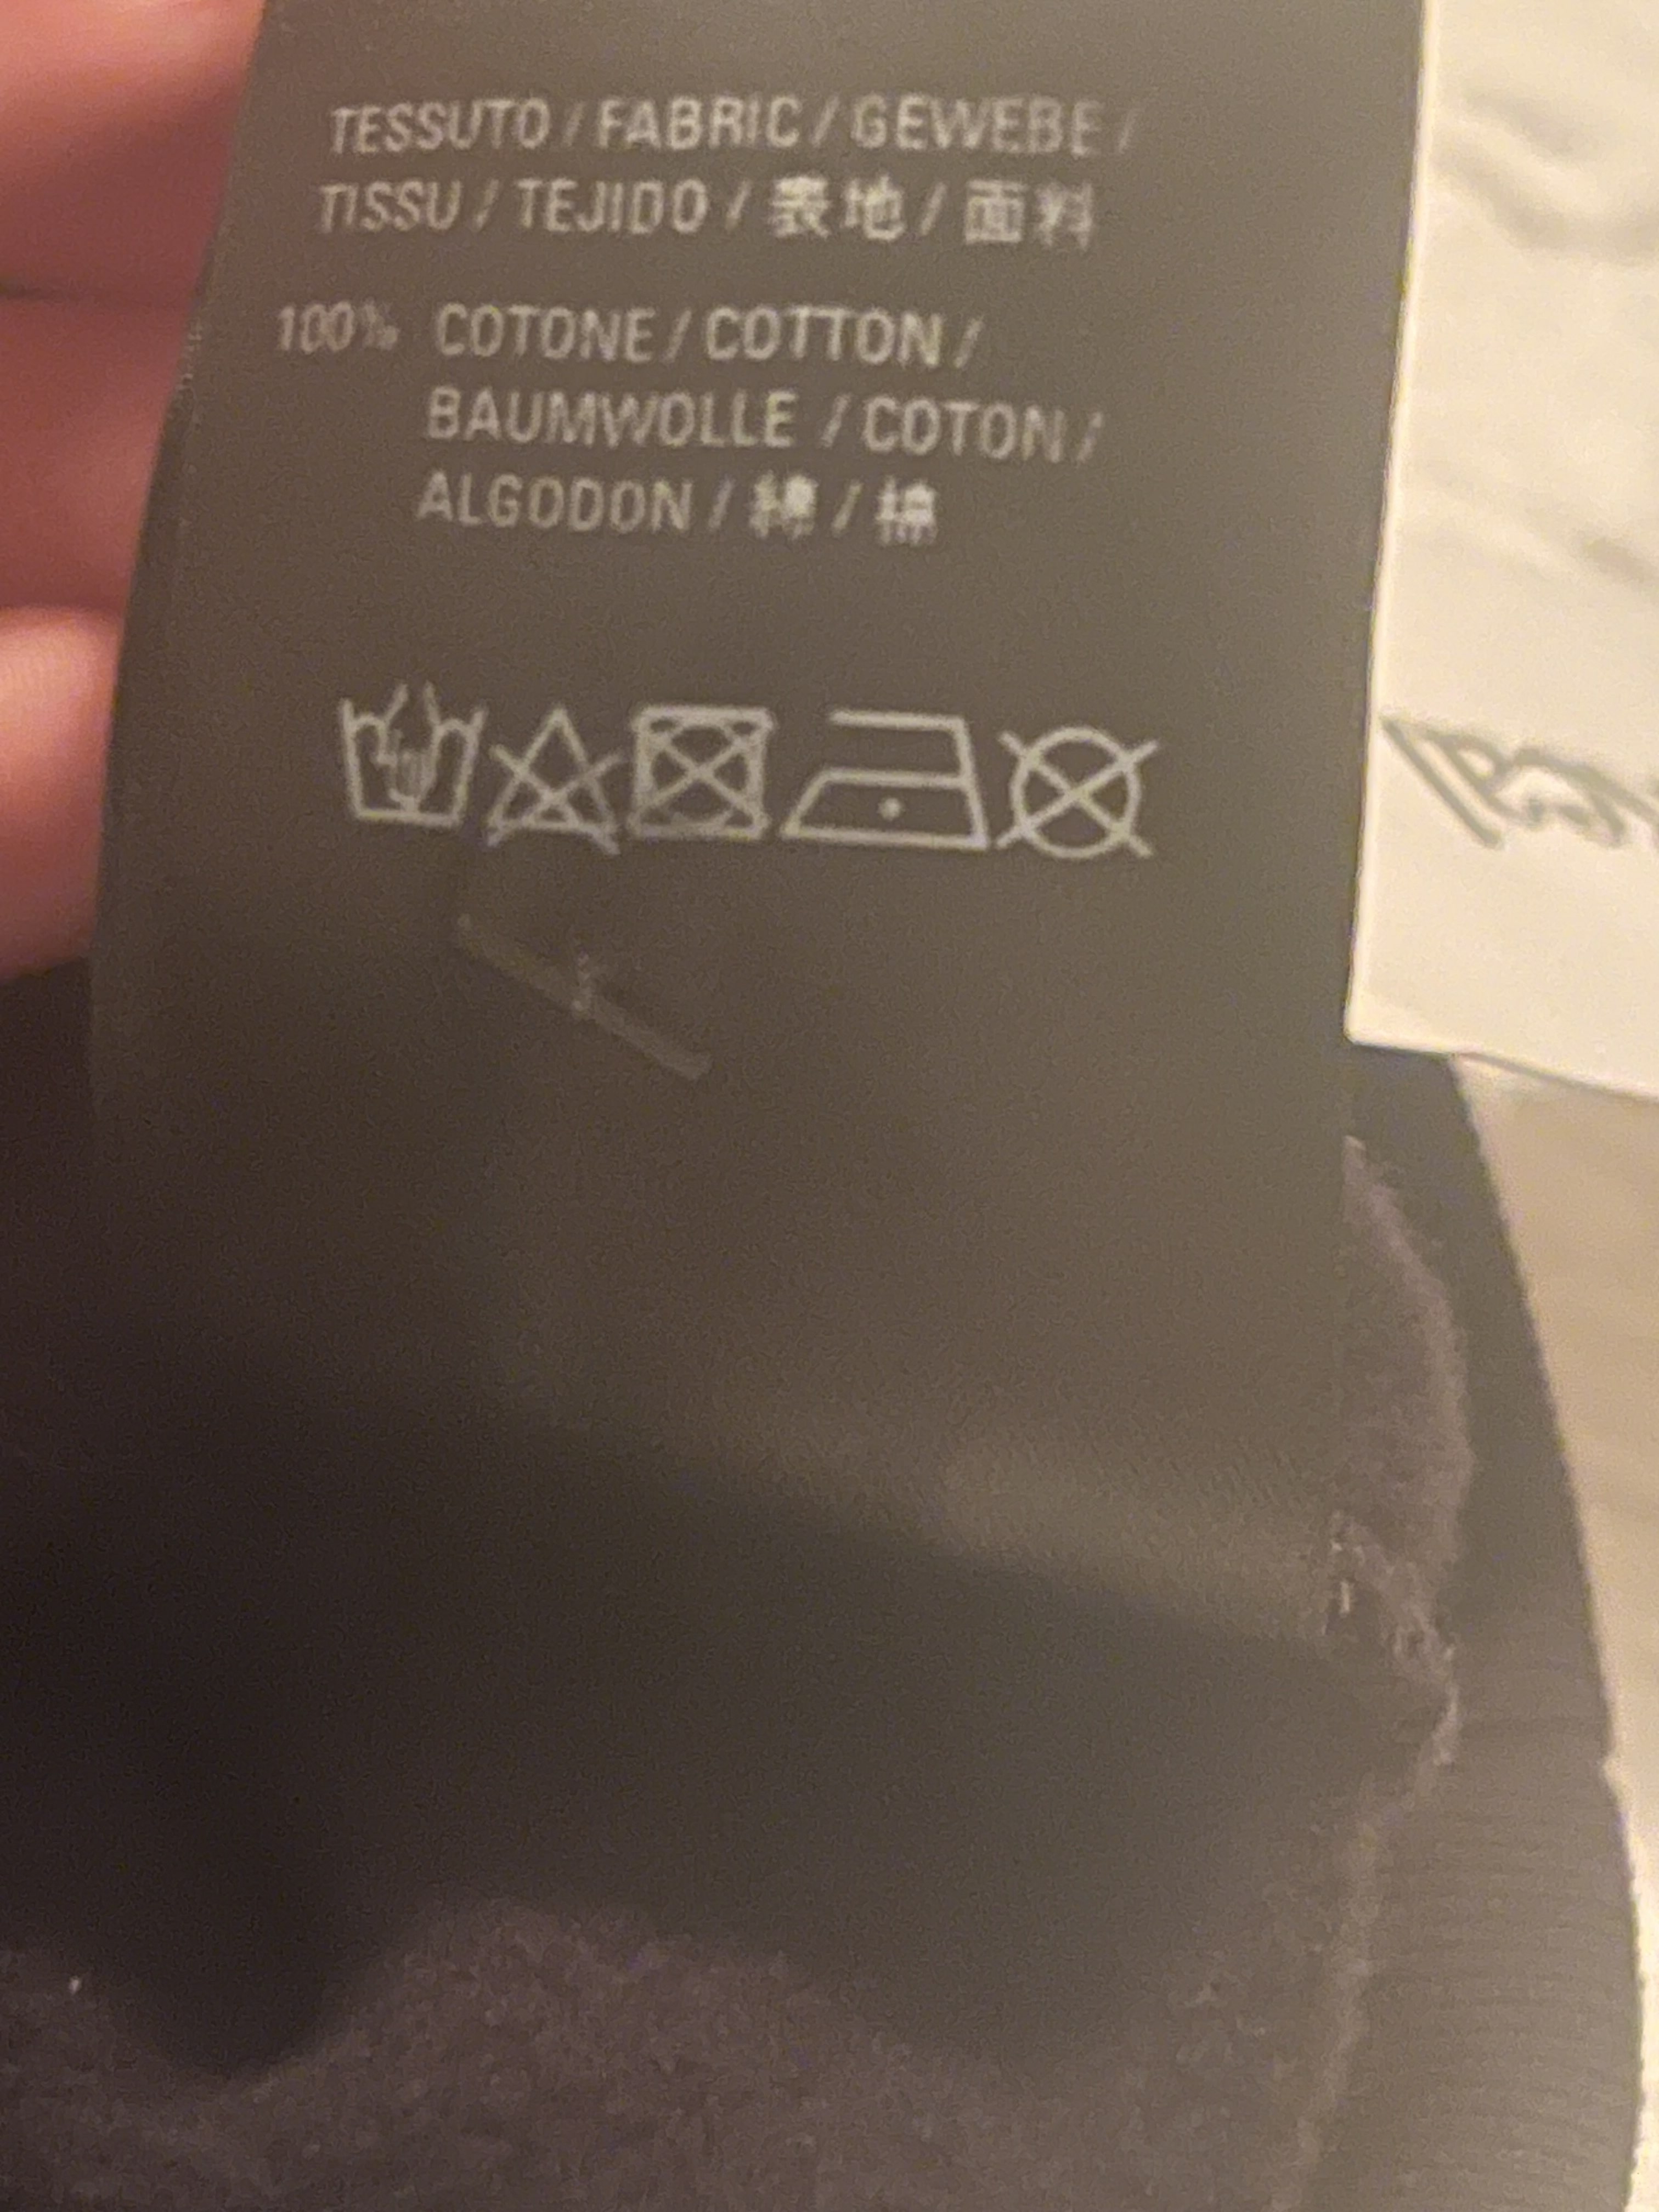 TESSUTO / FABRIC / GEWEBE /
TISSU / TEJIDO / 表地 / 面料
100% COTONE / COTTON /
BAUMWOLLE / COTON /
ALGODON / 綿 / 棉